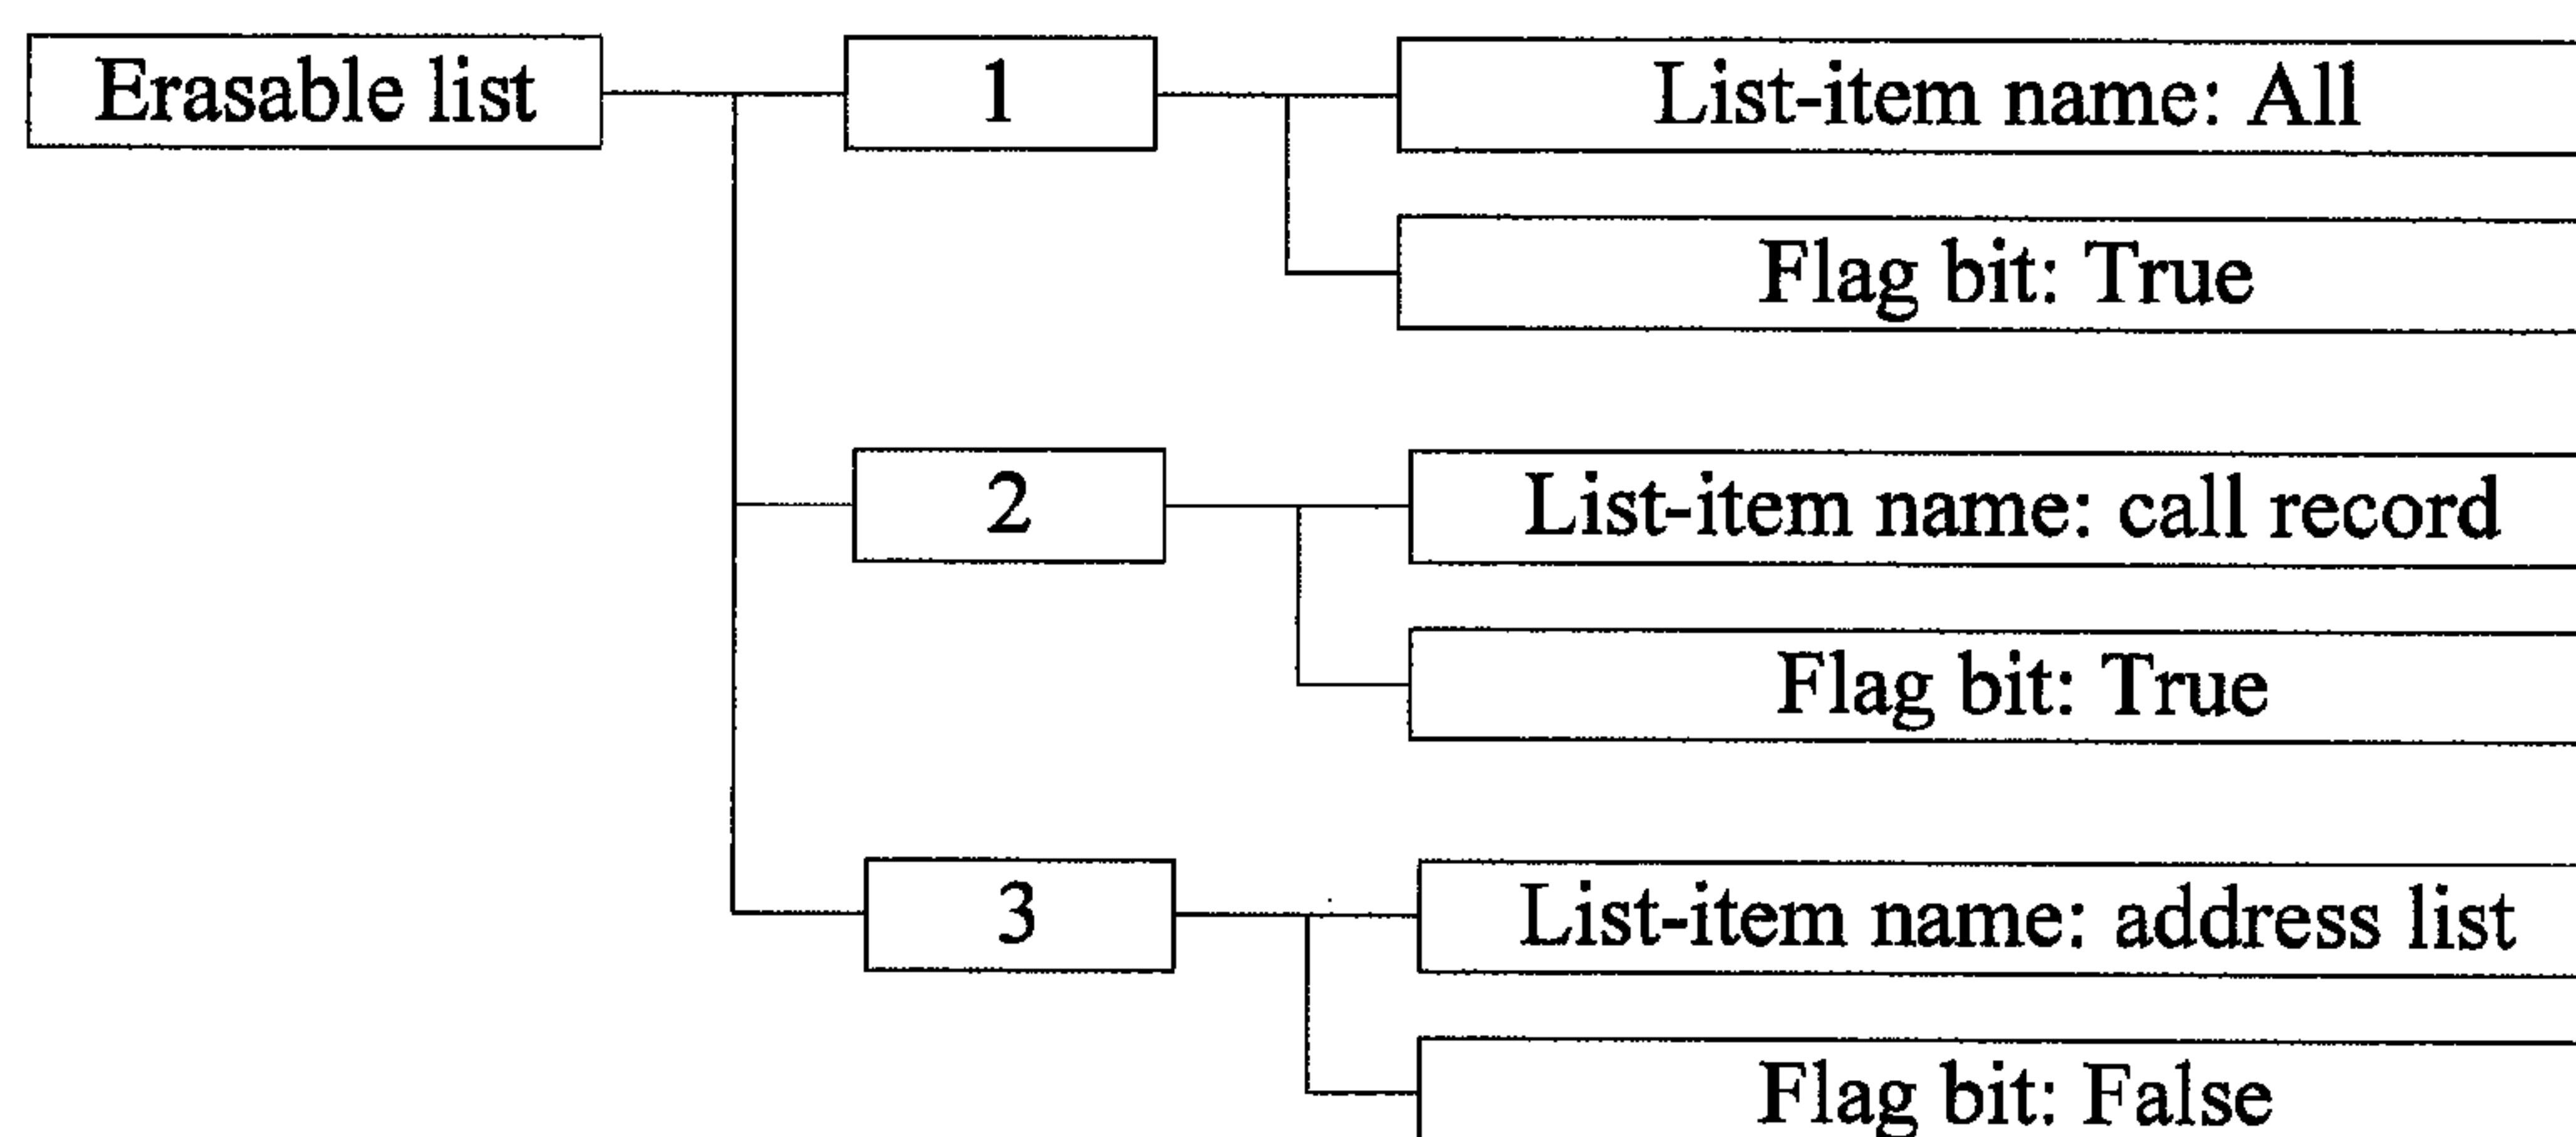 Erasable list
1
List-item name: All
Flag bit: True
2
List-item name: call record
Flag bit: True
3
List-item name: address list
Flag bit: False